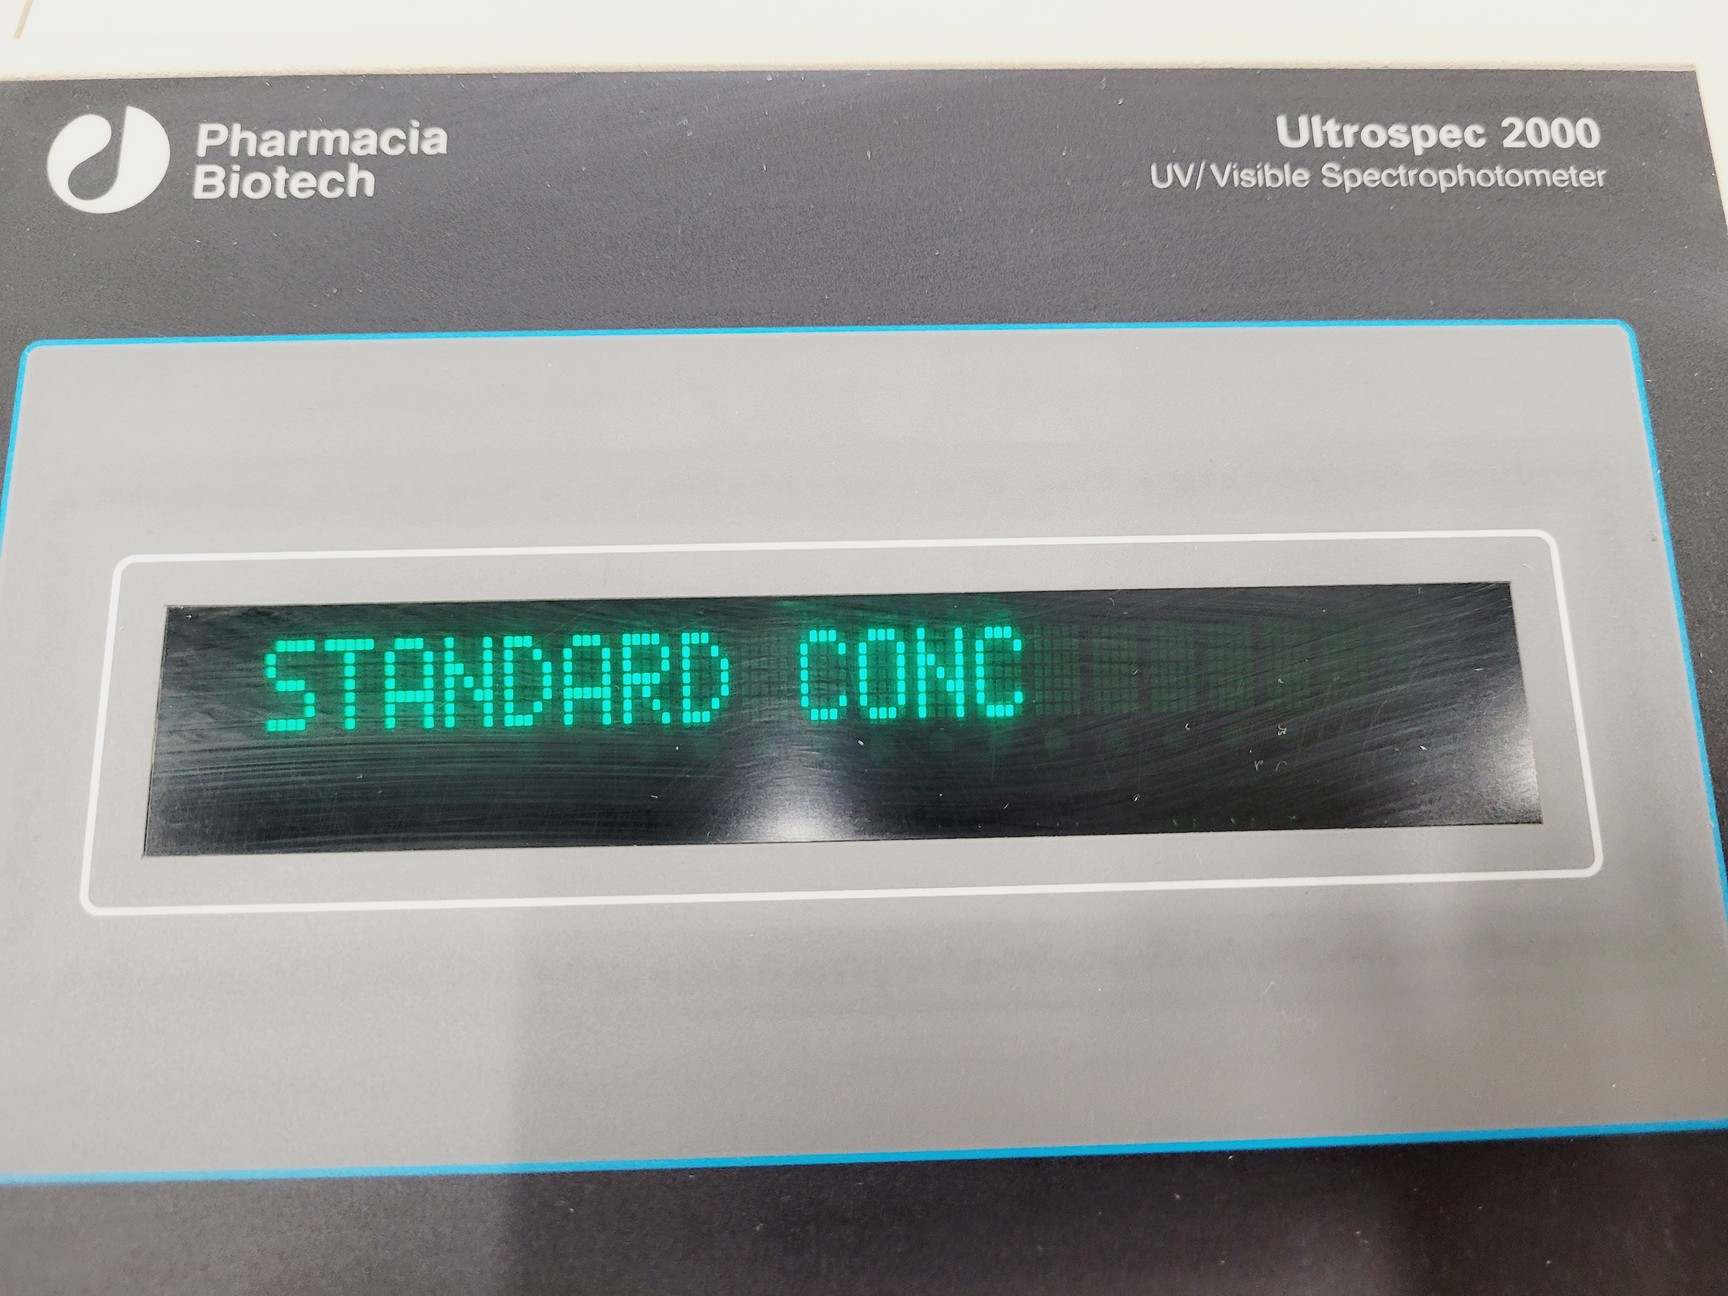 Pharmacia
Biotech
Ultrospec 2000
UV/Visible Spectrophotometer
STANDARD CONC